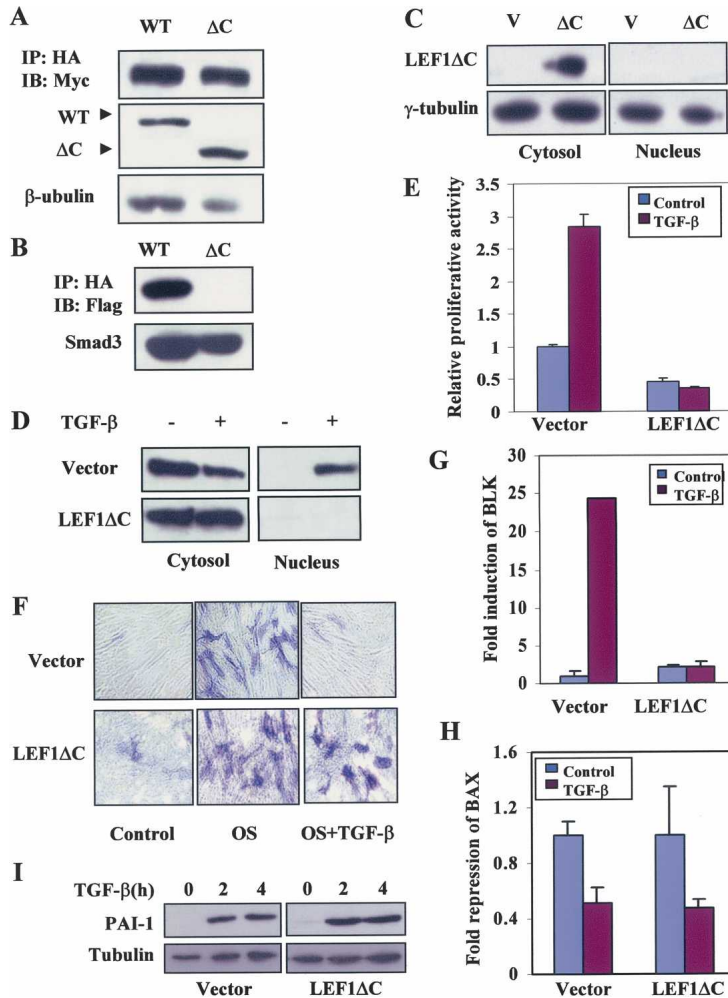 A
WT ΔC
IP: HA
IB: Myc
WT
ΔC
β-ubulin
B
WT ΔC
IP: HA
IB: Flag
Smad3
C
V ΔC V ΔC
LEF1ΔC
γ-tubulin
Cytosol Nucleus
D
TGF-β - + - +
Vector
LEF1ΔC
Cytosol Nucleus
E
Relative proliferative activity
3.5
3
2.5
2
1.5
1
0.5
0
Control
TGF-β
Vector LEF1ΔC
F
Vector
LEF1ΔC
Control OS OS+TGF-β
G
Fold induction of BLK
30
25
20
15
10
5
0
Control
TGF-β
Vector LEF1ΔC
H
Fold repression of BAX
1.6
1.2
0.8
0.4
0
Control
TGF-β
Vector LEF1ΔC
I
TGF-β(h) 0 2 4 0 2 4
PAI-1
Tubulin
Vector LEF1ΔC